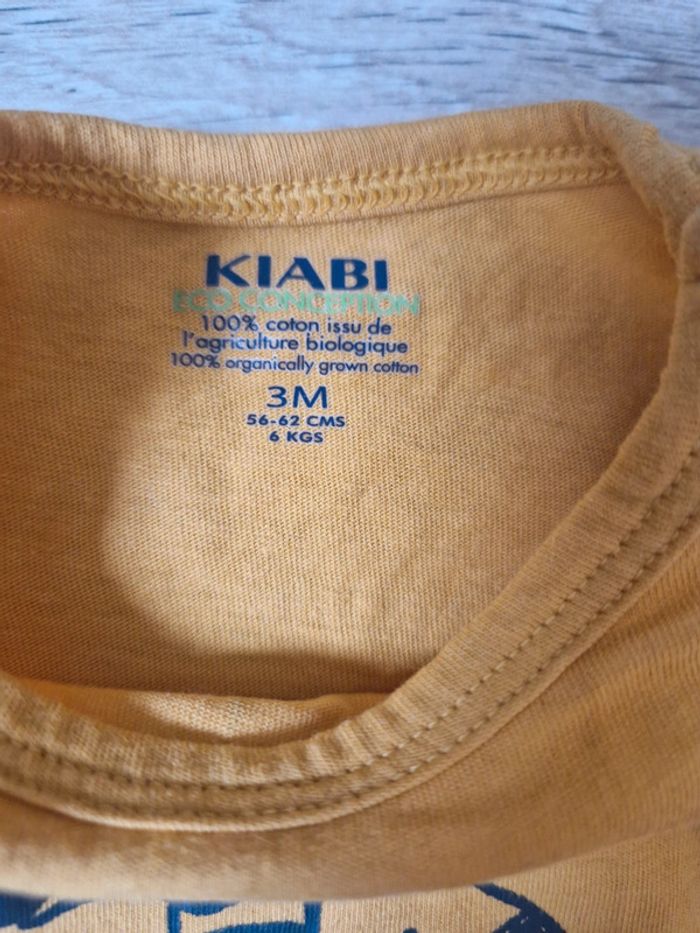 KIABI
ECO CONCEPTION
100% coton issu de
l'agriculture biologique
100% organically grown cotton
3M
56-62 CMS
6 KGS